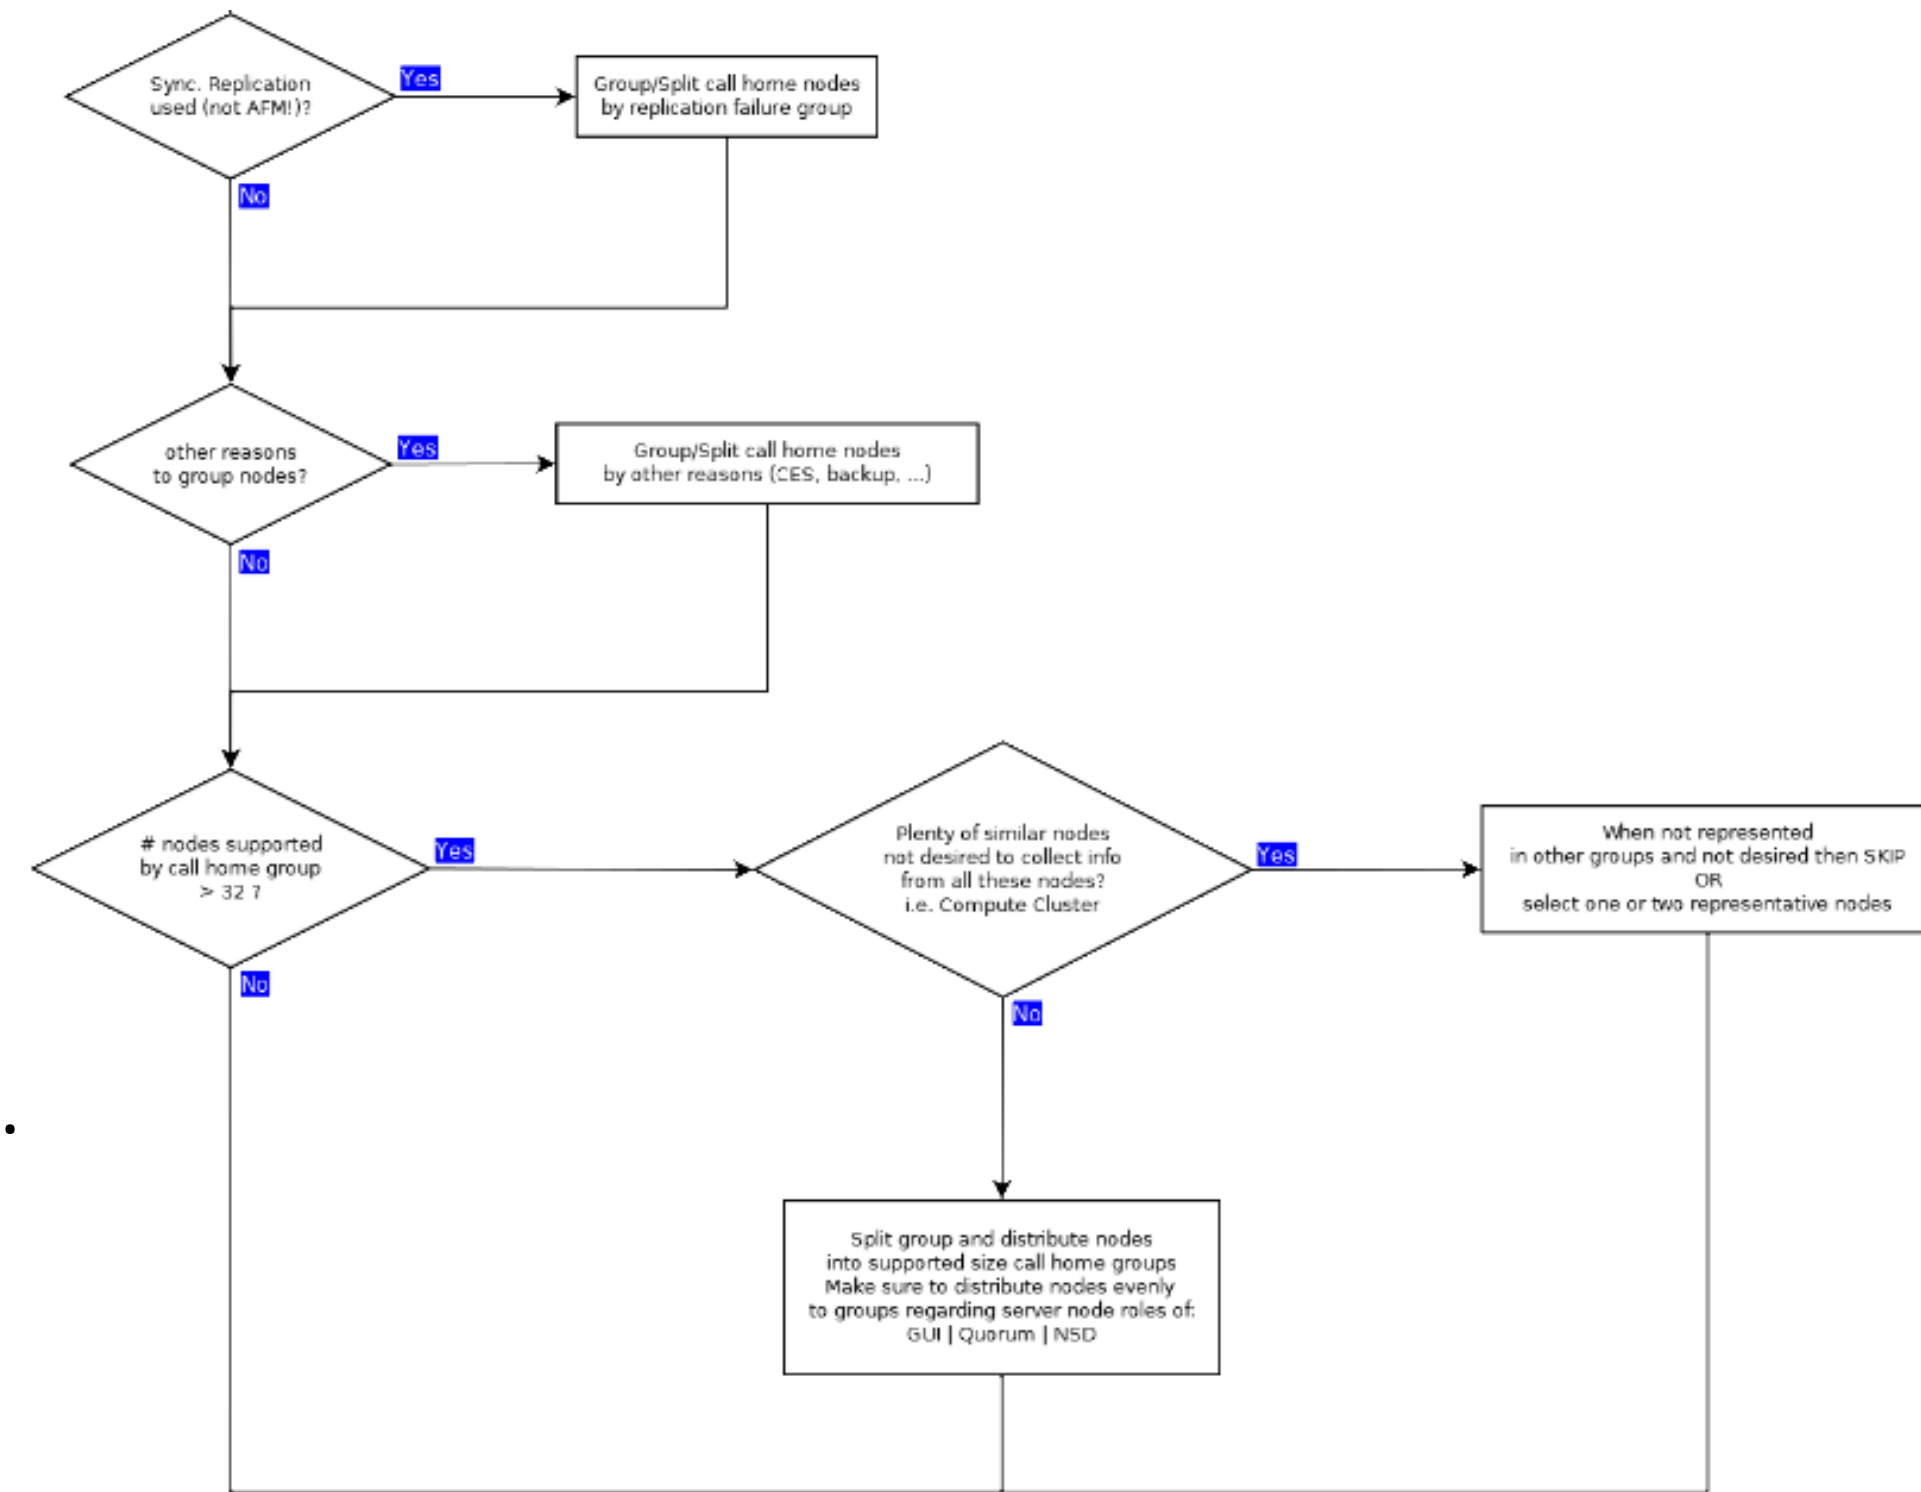 Sync. Replication
used (not AFM!)?
Yes
Group/Split call home nodes
by replication failure group
No
other reasons
to group nodes?
Yes
Group/Split call home nodes
by other reasons (CES, backup, ...)
No
# nodes supported
by call home group
> 32 ?
Yes
Plenty of similar nodes
not desired to collect info
from all these nodes?
i.e. Compute Cluster
Yes
When not represented
in other groups and not desired then SKIP
OR
select one or two representative nodes
No
No
Split group and distribute nodes
into supported size call home groups
Make sure to distribute nodes evenly
to groups regarding server node roles of:
GUI | Quorum | NSD